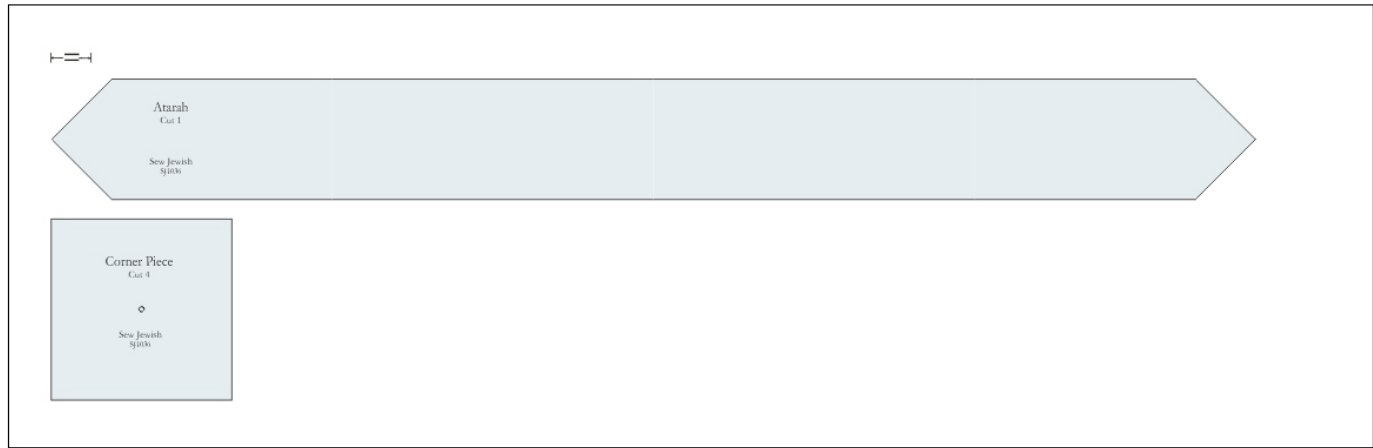 Atarah
Cut 1
Sew Jewish
SJ1036
Corner Piece
Cut 4
Sew Jewish
SJ1036